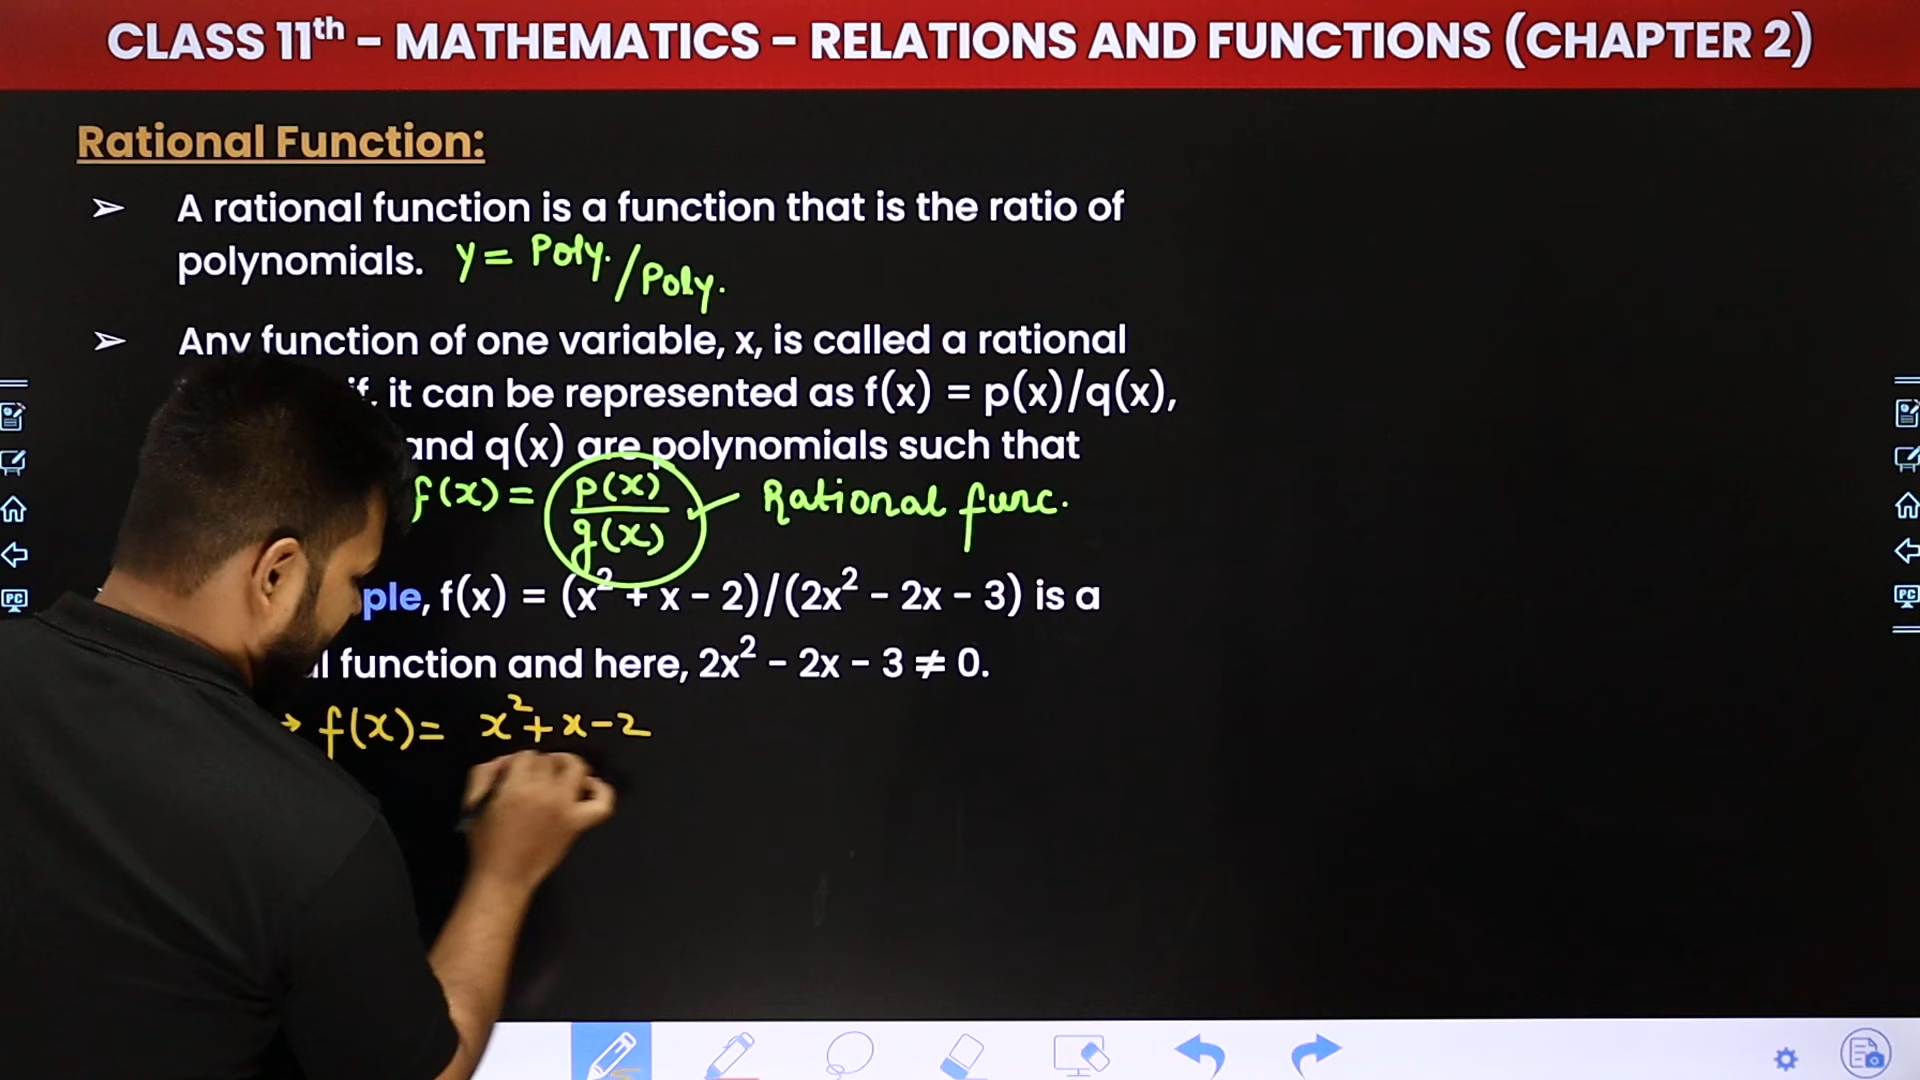 CLASS 11th - MATHEMATICS - RELATIONS AND FUNCTIONS (CHAPTER 2)
Rational Function:
➢ A rational function is a function that is the ratio of
polynomials. y = Poly. / Poly.
➢ Any function of one variable, x, is called a rational
if, it can be represented as f(x) = p(x)/q(x),
and q(x) are polynomials such that
f(x) = p(x)/g(x) Rational func.
ple, f(x) = (x² + x - 2)/(2x² - 2x - 3) is a
l function and here, 2x² - 2x - 3 ≠ 0.
→ f(x) = x² + x - 2
PC
PC